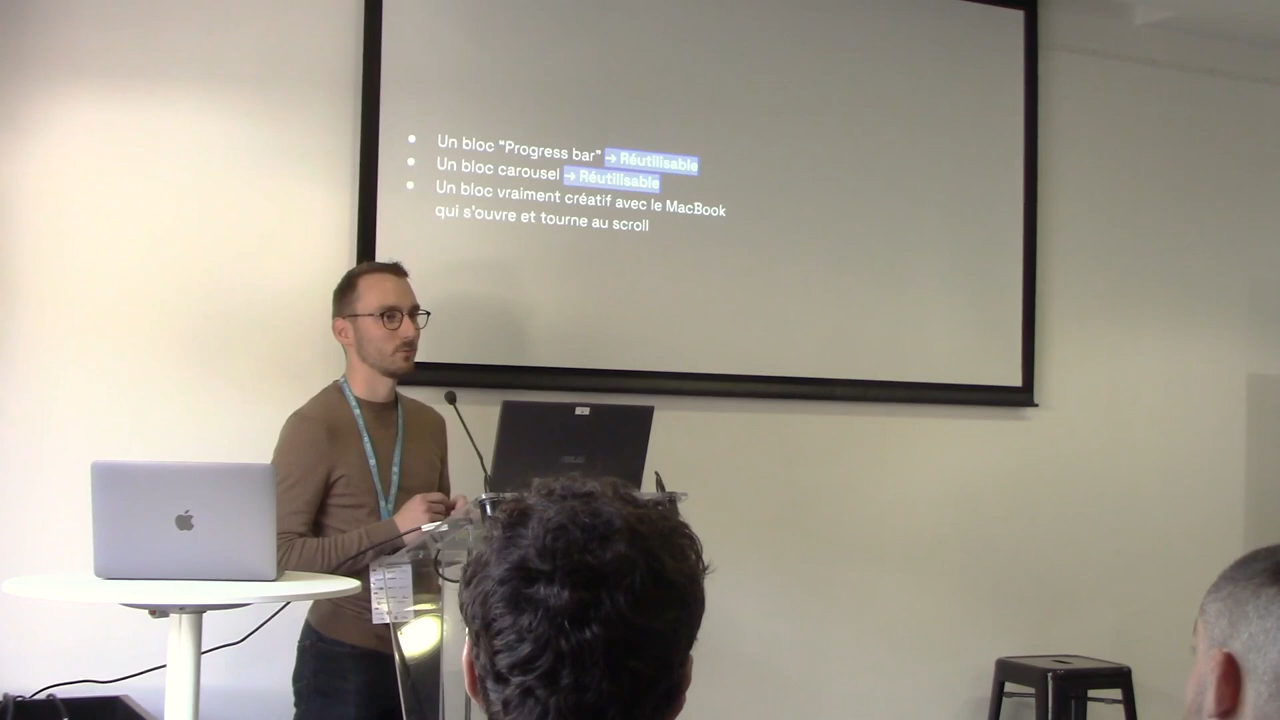 Un bloc “Progress bar” → Réutilisable
Un bloc carousel → Réutilisable
Un bloc vraiment créatif avec le MacBook
qui s’ouvre et tourne au scroll